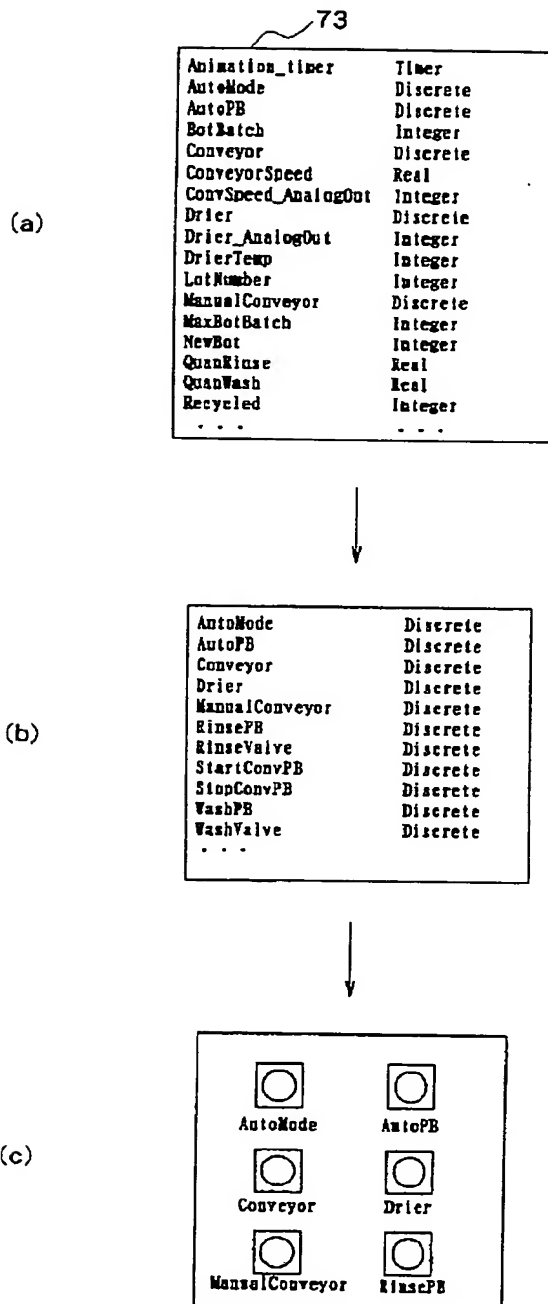 73
(a)
Animation_timer Timer
AutoMode Discrete
AutoPB Discrete
BotBatch Integer
Conveyor Discrete
ConveyorSpeed Real
ConvSpeed_AnalogOut Integer
Drier Discrete
Drier_AnalogOut Integer
DrierTemp Integer
LotNumber Integer
ManualConveyor Discrete
MaxBotBatch Integer
NewBot Integer
QuanRinse Real
QuanWash Real
Recycled Integer
. . . . . .
(b)
AutoMode Discrete
AutoPB Discrete
Conveyor Discrete
Drier Discrete
ManualConveyor Discrete
RinsePB Discrete
RinseValve Discrete
StartConvPB Discrete
StopConvPB Discrete
WashPB Discrete
WashValve Discrete
. . .
(c)
AutoMode AutoPB
Conveyor Drier
ManualConveyor RinsePB